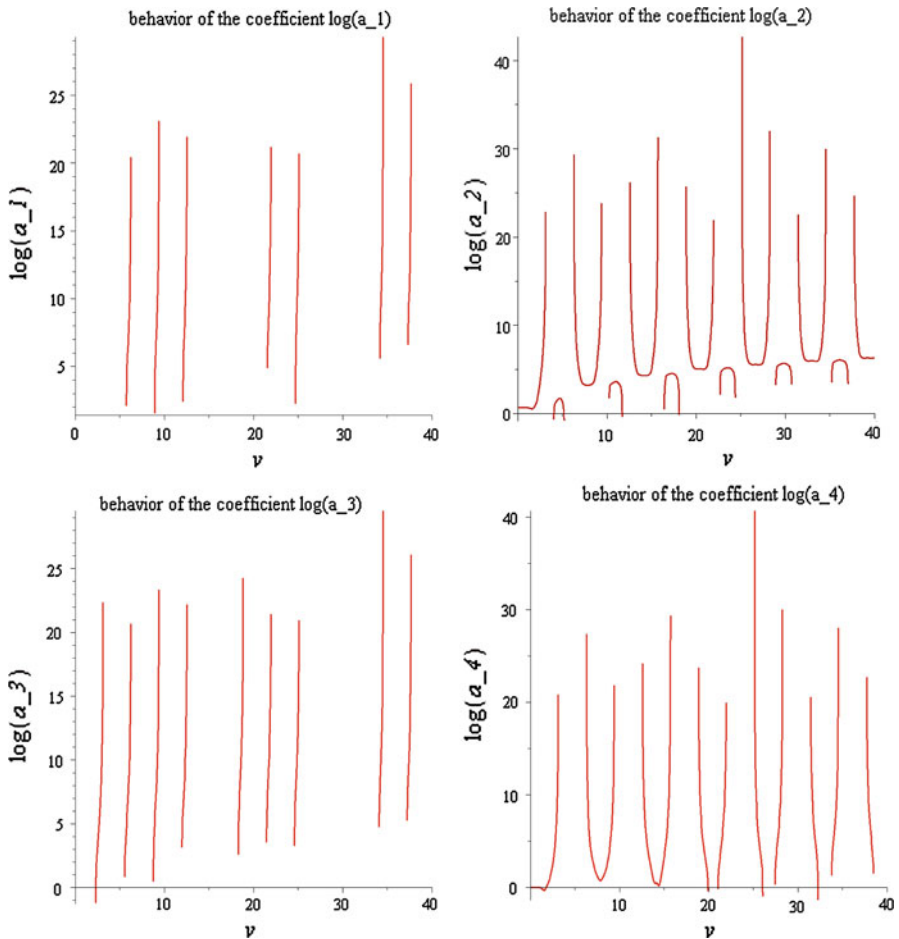 behavior of the coefficient log(a_1)
log(a_1)
25
20
15
10
5
0 10 20 30 40
v
behavior of the coefficient log(a_2)
log(a_2)
40
30
20
10
0
10 20 30 40
v
behavior of the coefficient log(a_3)
log(a_3)
25
20
15
10
5
0
10 20 30 40
v
behavior of the coefficient log(a_4)
log(a_4)
40
30
20
10
0
10 20 30 40
v